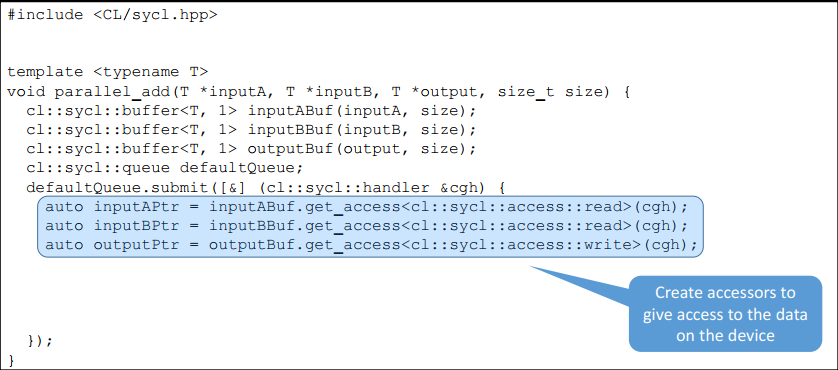 #include <CL/sycl.hpp>
template <typename T>
void parallel_add(T *inputA, T *inputB, T *output, size_t size) {
cl::sycl::buffer<T, 1> inputABuf(inputA, size);
cl::sycl::buffer<T, 1> inputBBuf(inputB, size);
cl::sycl::buffer<T, 1> outputBuf(output, size);
cl::sycl::queue defaultQueue;
defaultQueue.submit([&] (cl::sycl::handler &cgh) {
auto inputAPtr = inputABuf.get_access<cl::sycl::access::read>(cgh);
auto inputBPtr = inputBBuf.get_access<cl::sycl::access::read>(cgh);
auto outputPtr = outputBuf.get_access<cl::sycl::access::write>(cgh);
Create accessors to
give access to the data
on the device
});
}